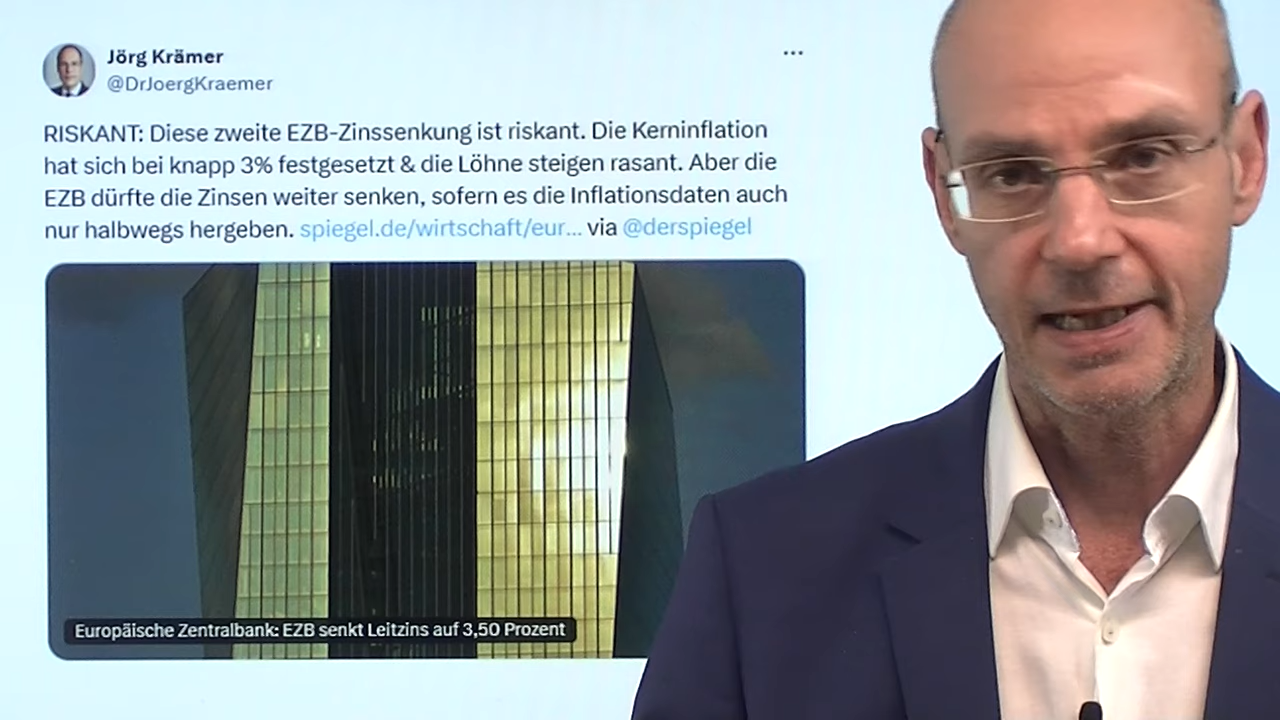 Jörg Krämer
@DrJoergKraemer
RISKANT: Diese zweite EZB-Zinssenkung ist riskant. Die Kerninflation
hat sich bei knapp 3% festgesetzt & die Löhne steigen rasant. Aber die
EZB dürfte die Zinsen weiter senken, sofern es die Inflationsdaten auch
nur halbwegs hergeben. spiegel.de/wirtschaft/eur... via @derspiegel
Europäische Zentralbank: EZB senkt Leitzins auf 3,50 Prozent